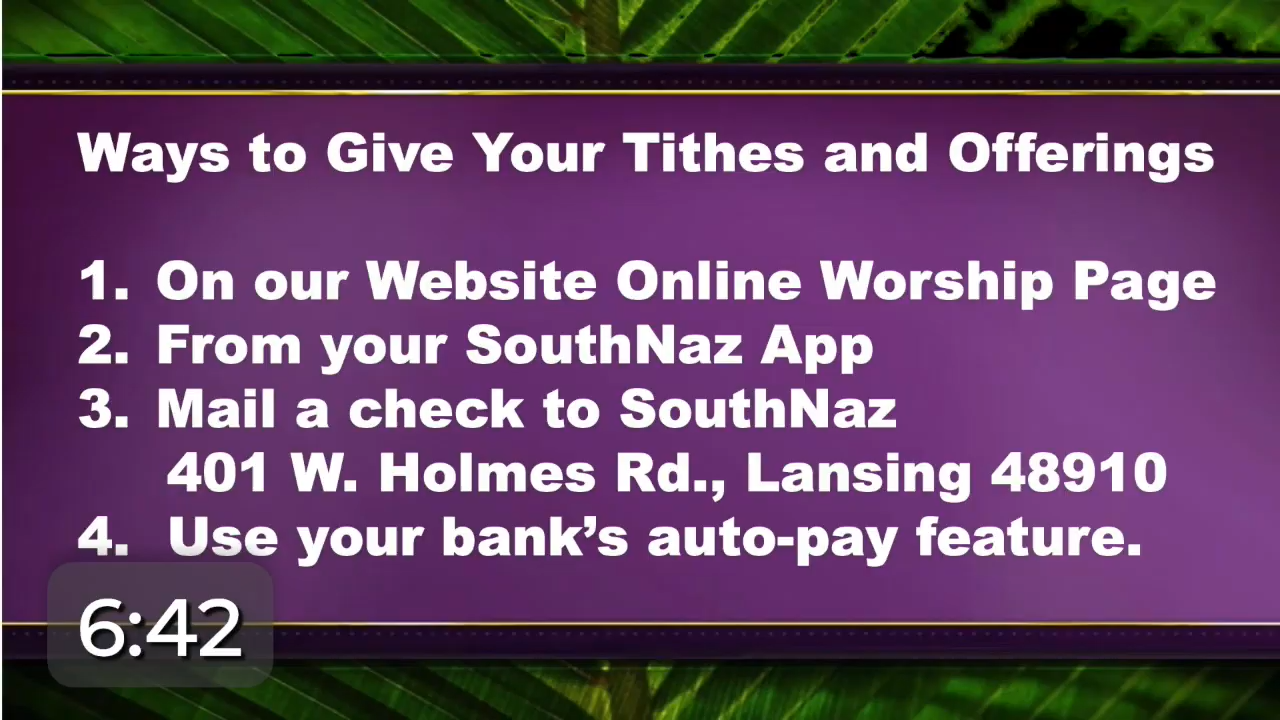 Ways to Give Your Tithes and Offerings
1. On our Website Online Worship Page
2. From your SouthNaz App
3. Mail a check to SouthNaz
401 W. Holmes Rd., Lansing 48910
4. Use your bank’s auto-pay feature.
6:42